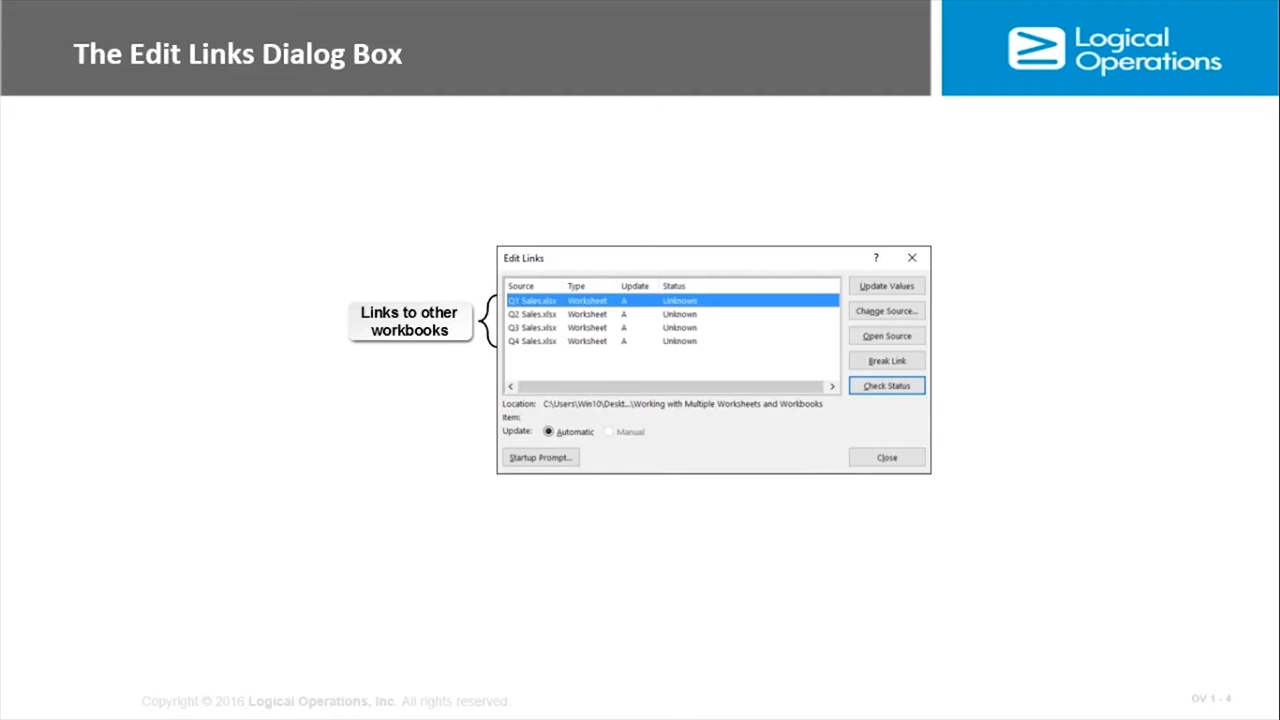 The Edit Links Dialog Box
Logical
Operations
Links to other
workbooks
Edit Links
?
Source Type Update Status
Q1 Sales.xlsx Worksheet A Unknown
Q2 Sales.xlsx Worksheet A Unknown
Q3 Sales.xlsx Worksheet A Unknown
Q4 Sales.xlsx Worksheet A Unknown
Update Values
Change Source...
Open Source
Break Link
Check Status
Location: C:\Users\Win10\Deskt...\Working with Multiple Worksheets and Workbooks
Item:
Update: Automatic Manual
Startup Prompt...
Close
Copyright © 2016 Logical Operations, Inc. All rights reserved
OV 1 - 4